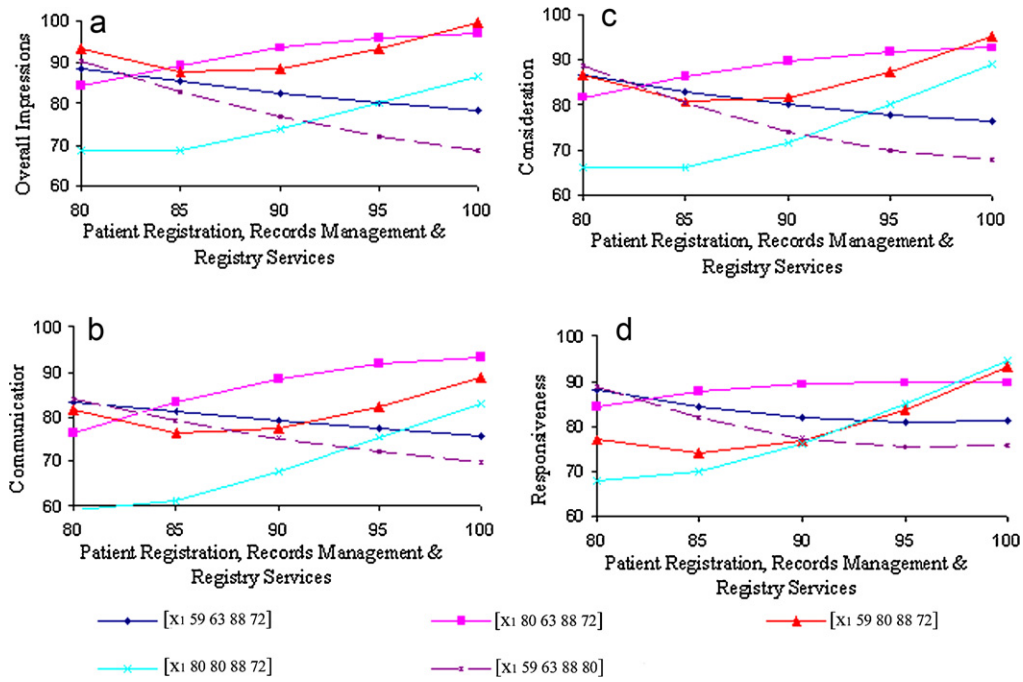 a
100
90
80
70
60
Overall Impressions
80 85 90 95 100
Patient Registration, Records Management &
Registry Services
c
100
90
80
70
60
Consideration
80 85 90 95 100
Patient Registration, Records Management &
Registry Services
b
100
90
80
70
60
Communicatior
80 85 90 95 100
Patient Registration, Records Management &
Registry Services
d
100
90
80
70
60
Responsiveness
80 85 90 95 100
Patient Registration, Records Management &
Registry Services
[x1 59 63 88 72] [x1 80 63 88 72] [x1 59 80 88 72]
[x1 80 80 88 72] [x1 59 63 88 80]